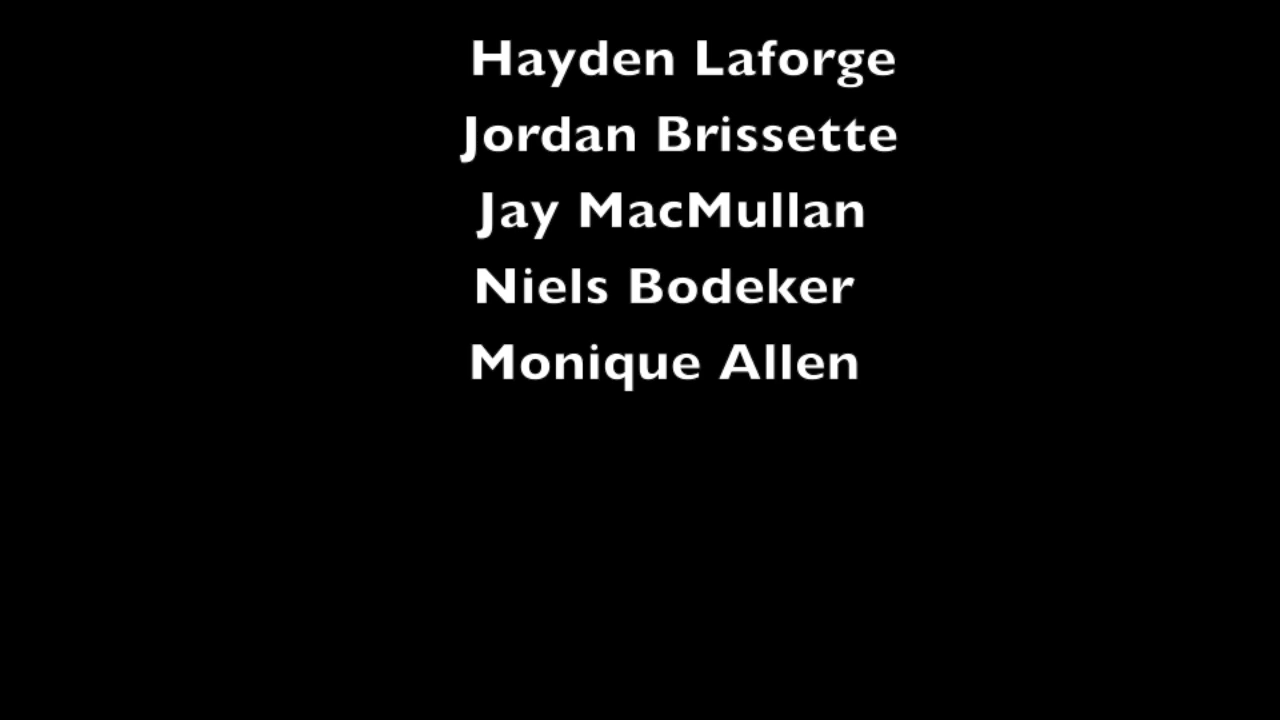 Hayden Laforge
Jordan Brissette
Jay MacMullan
Niels Bodeker
Monique Allen